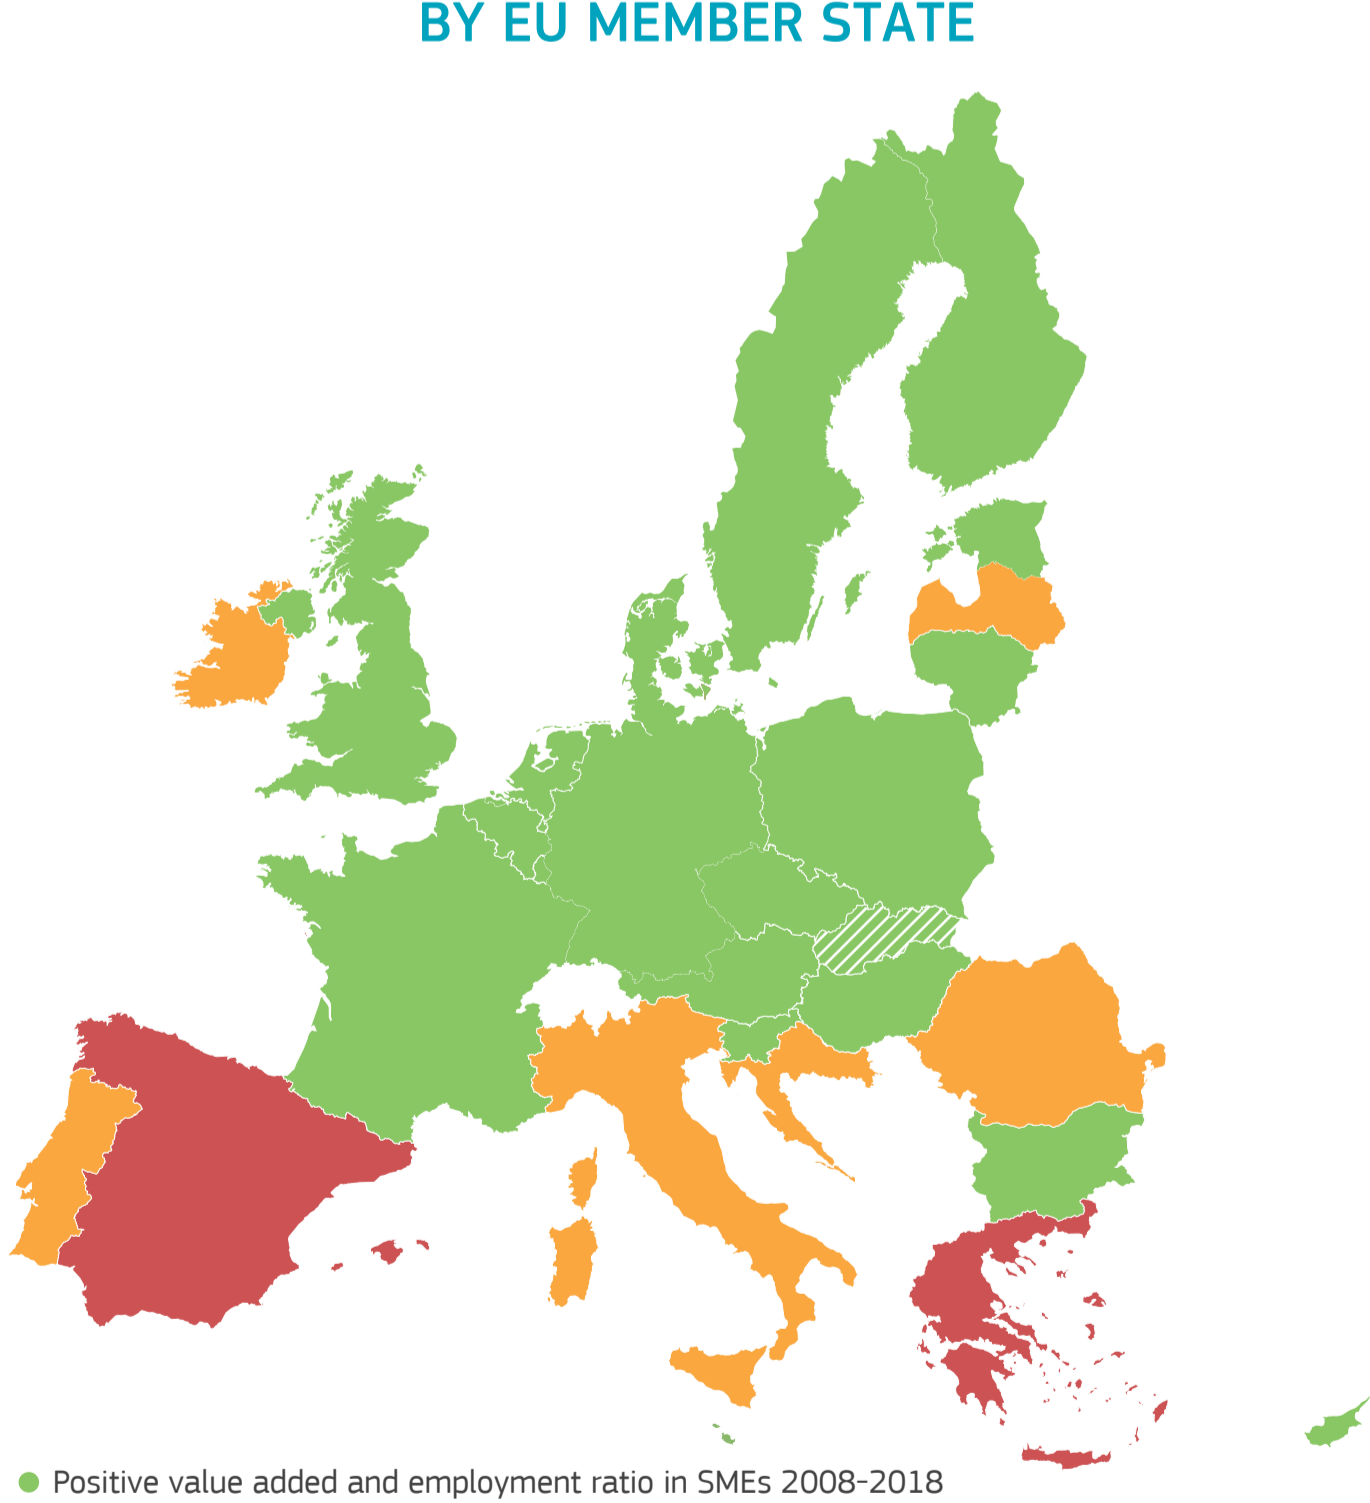 BY EU MEMBER STATE
Positive value added and employment ratio in SMEs 2008-2018